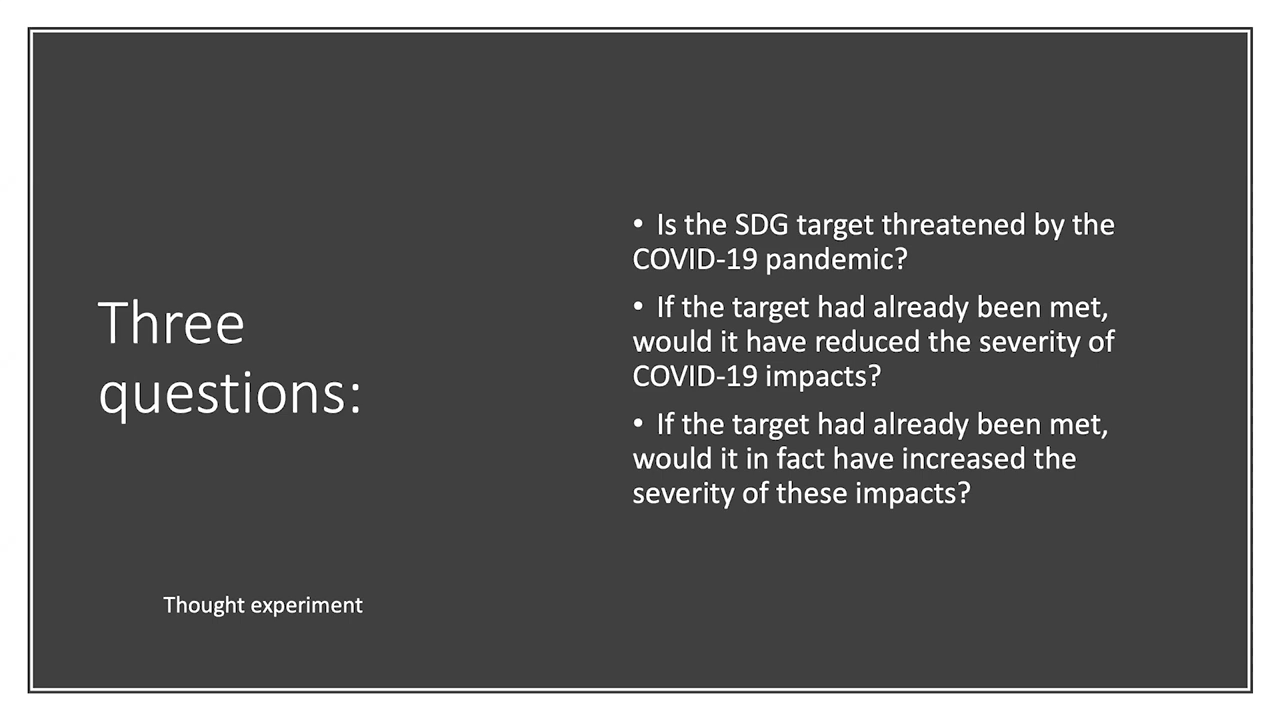 Three
questions:
Thought experiment
• Is the SDG target threatened by the
COVID-19 pandemic?
• If the target had already been met,
would it have reduced the severity of
COVID-19 impacts?
• If the target had already been met,
would it in fact have increased the
severity of these impacts?